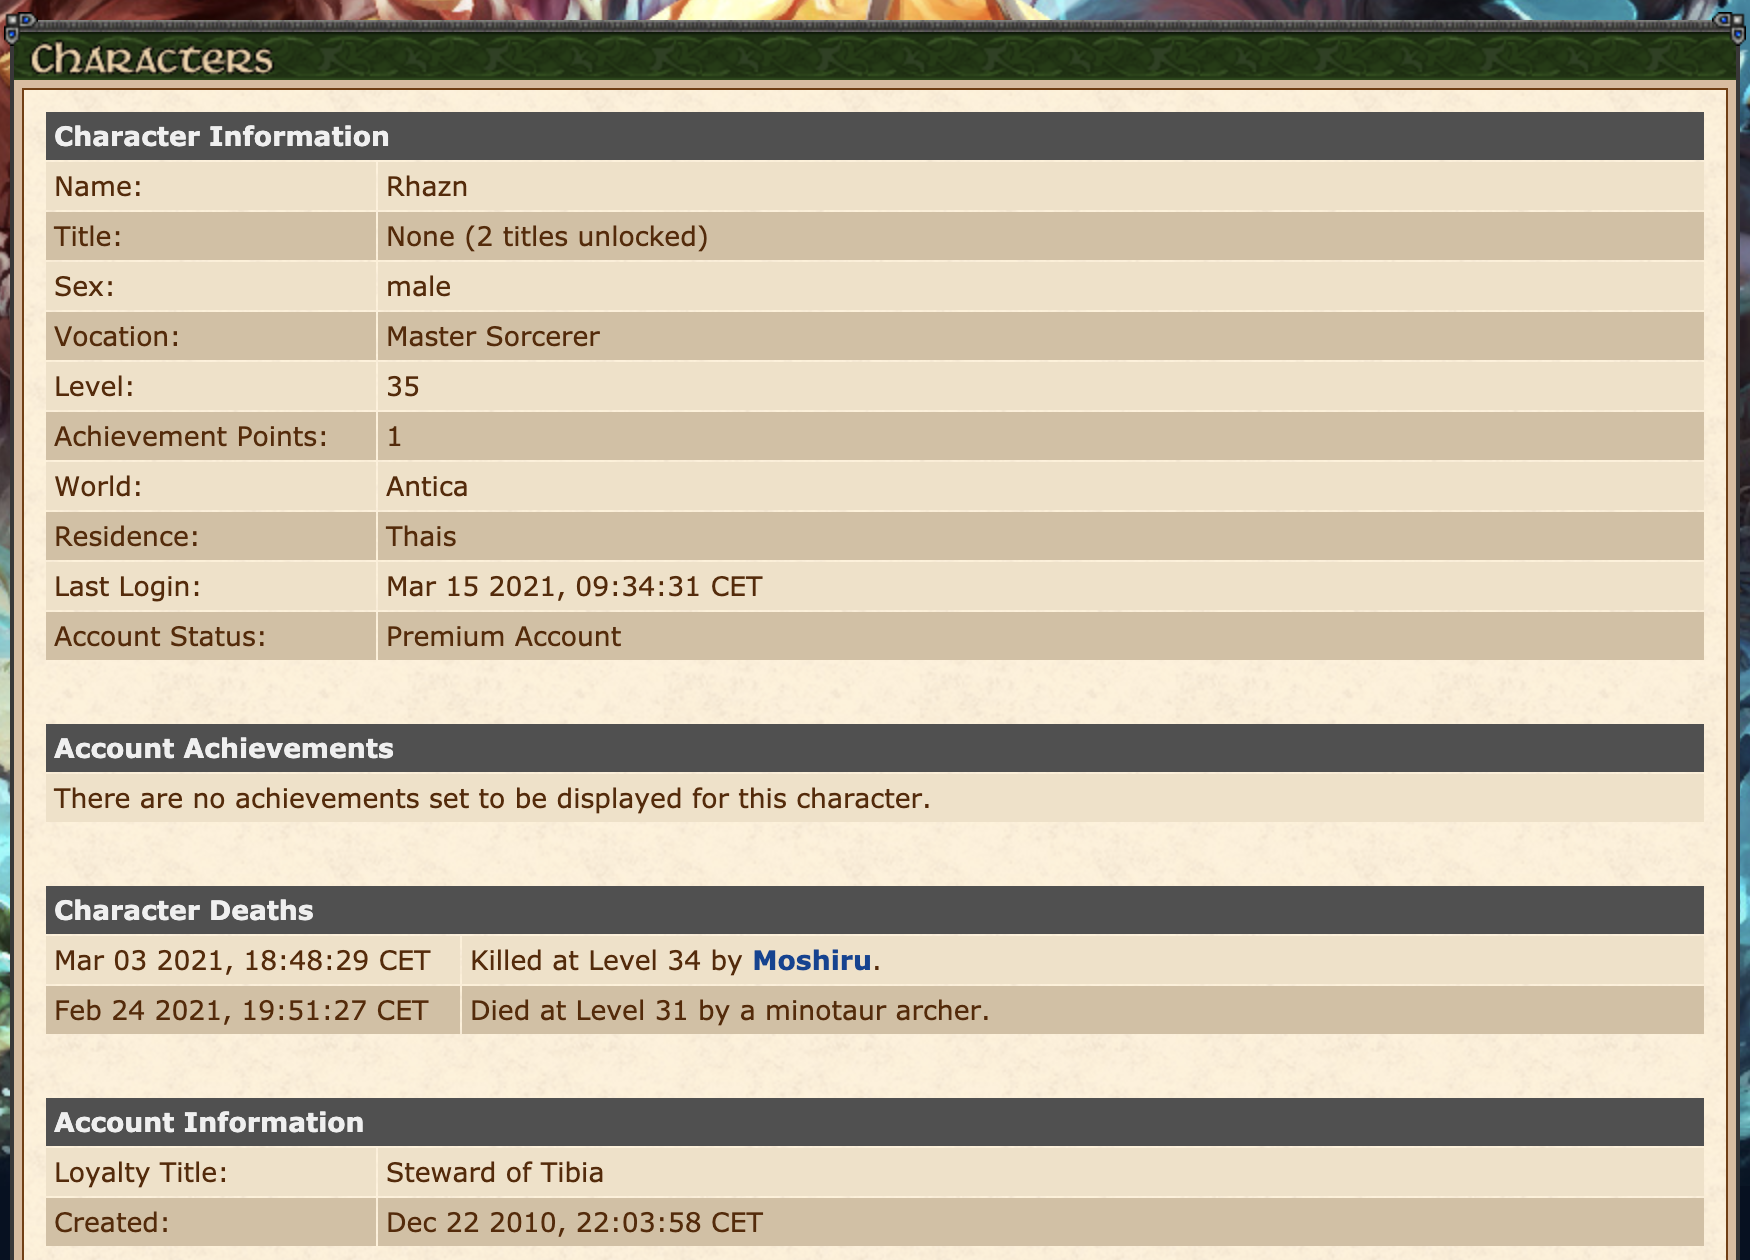 Characters
Character Information
Name: Rhazn
Title: None (2 titles unlocked)
Sex: male
Vocation: Master Sorcerer
Level: 35
Achievement Points: 1
World: Antica
Residence: Thais
Last Login: Mar 15 2021, 09:34:31 CET
Account Status: Premium Account
Account Achievements
There are no achievements set to be displayed for this character.
Character Deaths
Mar 03 2021, 18:48:29 CET Killed at Level 34 by Moshiru.
Feb 24 2021, 19:51:27 CET Died at Level 31 by a minotaur archer.
Account Information
Loyalty Title: Steward of Tibia
Created: Dec 22 2010, 22:03:58 CET